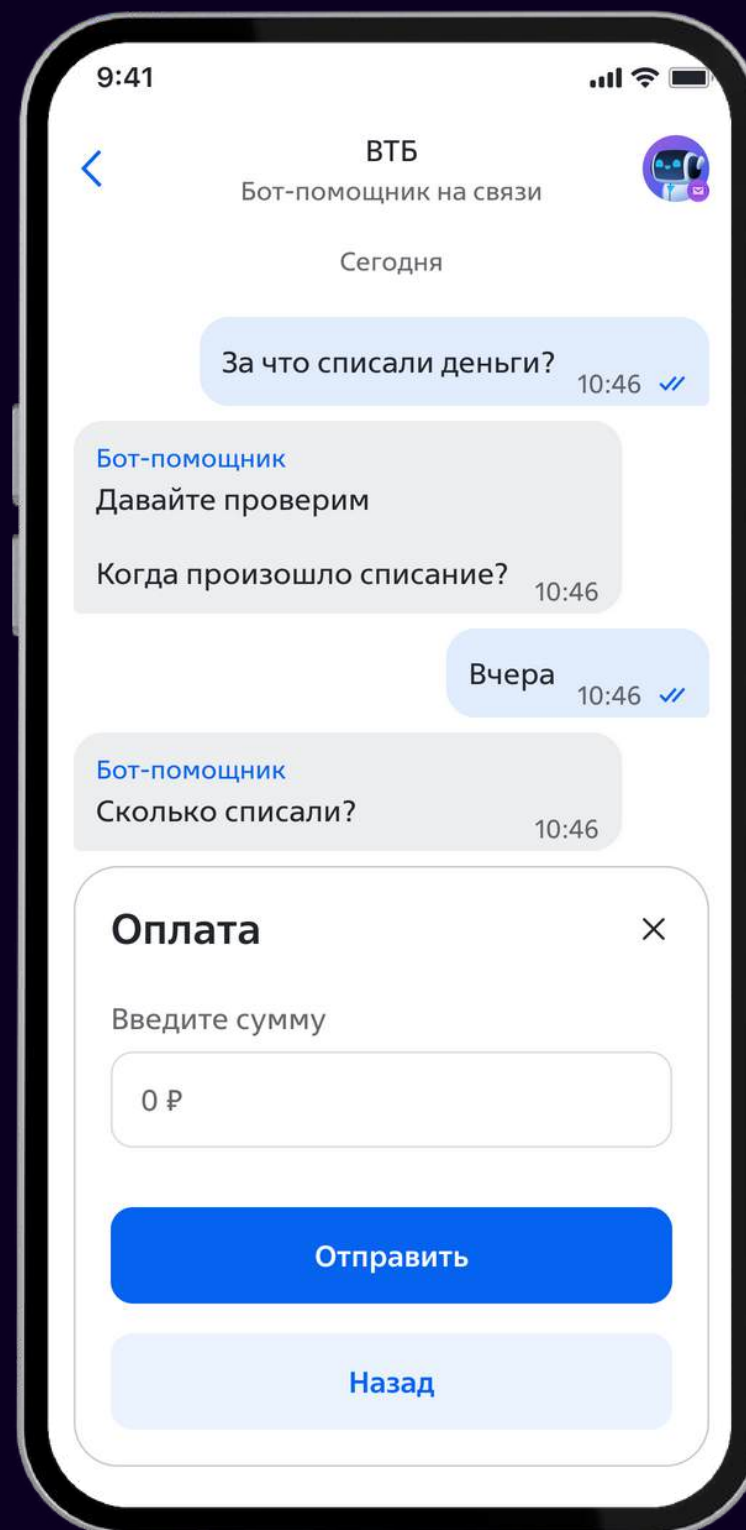 9:41
ВТБ
Бот-помощник на связи
Сегодня
За что списали деньги?
10:46
Бот-помощник
Давайте проверим
Когда произошло списание?
10:46
Вчера
10:46
Бот-помощник
Сколько списали?
10:46
Оплата
Введите сумму
0 ₽
Отправить
Назад